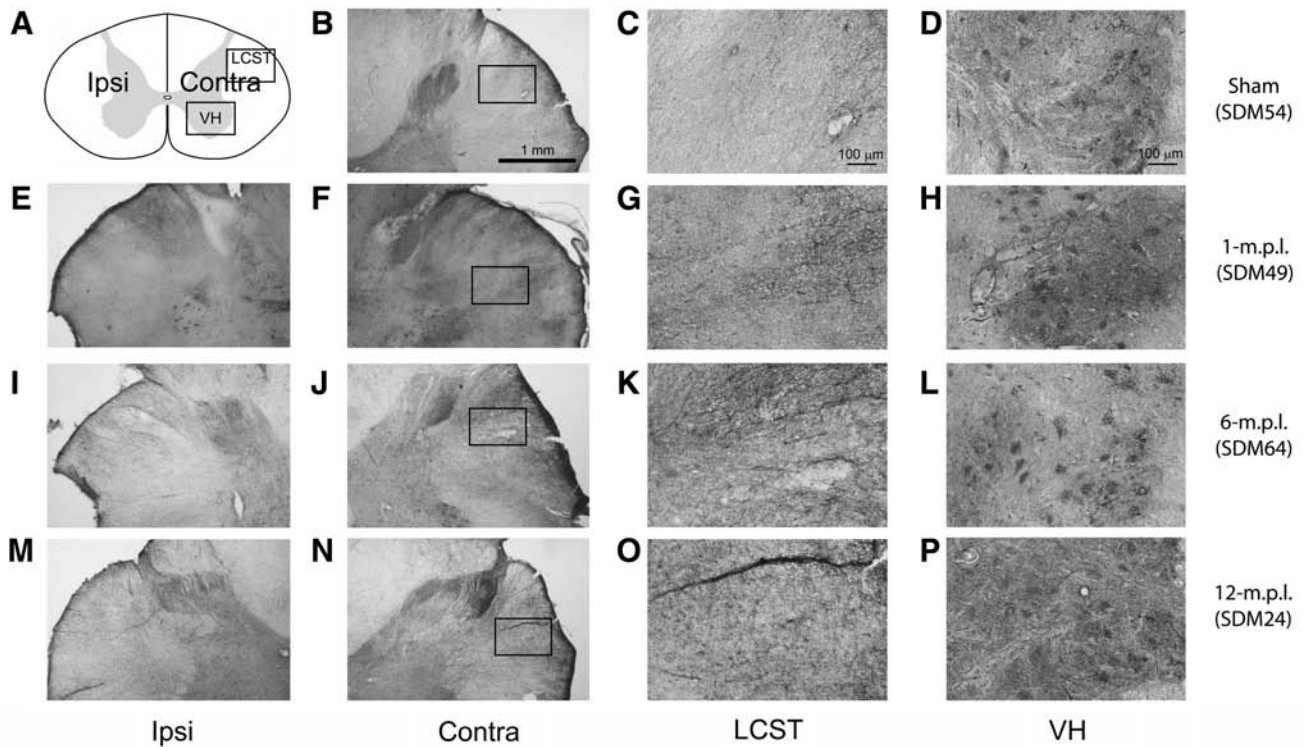 A
Ipsi
Contra
LCST
VH
B
1 mm
C
100 μm
D
100 μm
Sham
(SDM54)
E
F
G
H
1-m.p.l.
(SDM49)
I
J
K
L
6-m.p.l.
(SDM64)
M
N
O
P
12-m.p.l.
(SDM24)
Ipsi
Contra
LCST
VH